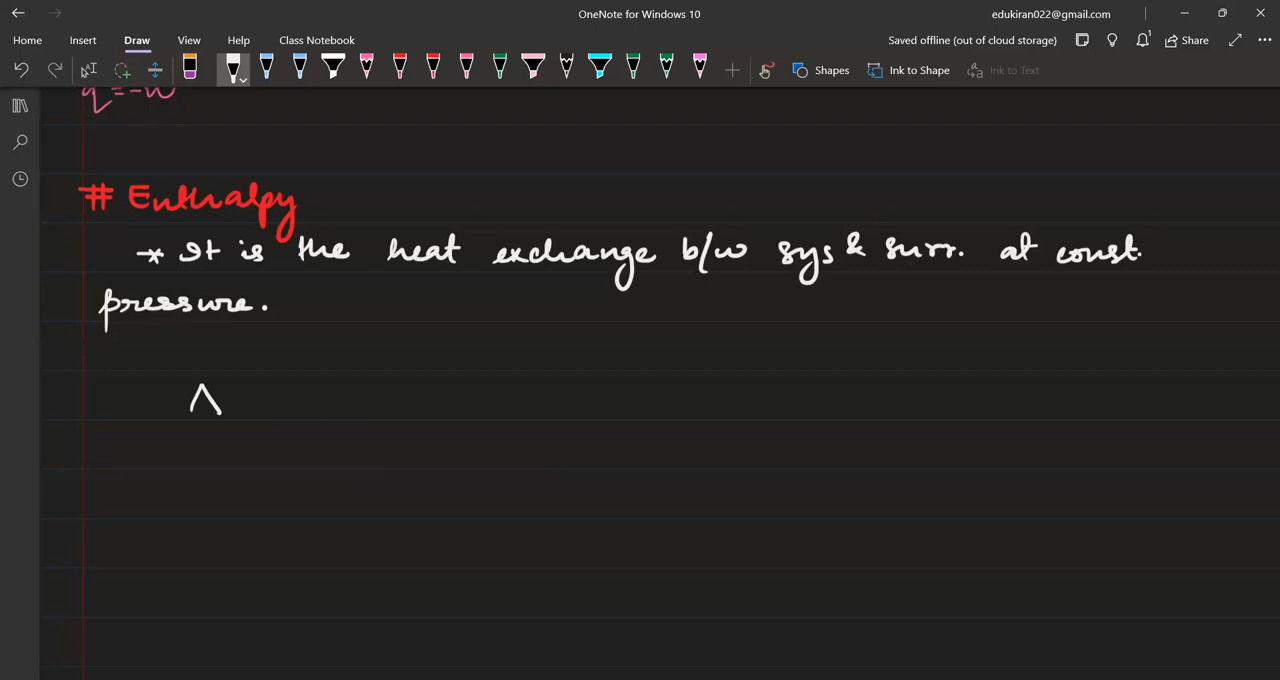 OneNote for Windows 10
edukiran022@gmail.com
Home Insert Draw View Help Class Notebook
Saved offline (out of cloud storage)
Share
Shapes
Ink to Shape
Ink to Text
q = -w
# Enthalpy
* It is the heat exchange b/w sys & surr. at const.
pressure.